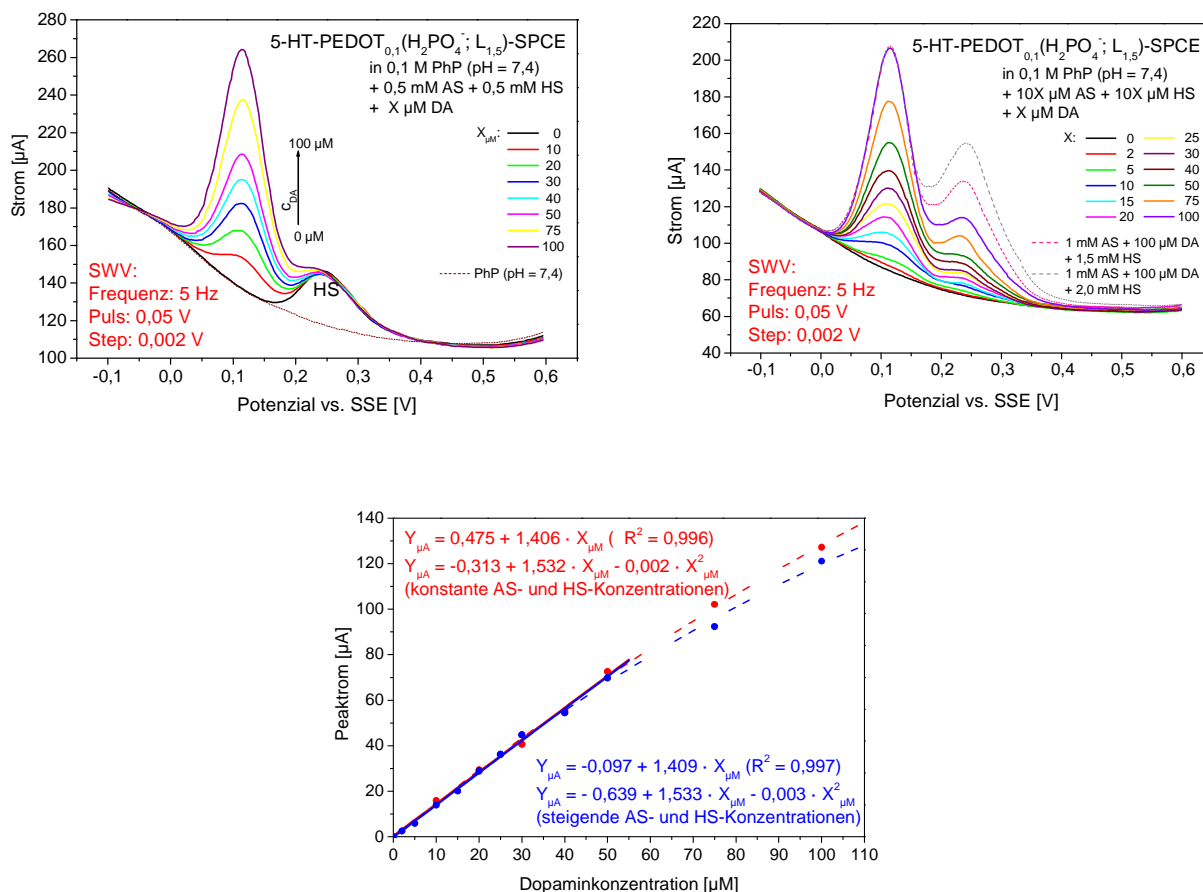 280
260
240
220
200
180
160
140
120
100
Strom [µA]
-0,1 0,0 0,1 0,2 0,3 0,4 0,5 0,6
Potenzial vs. SSE [V]
5-HT-PEDOT0,1(H2PO4-; L1,5)-SPCE
in 0,1 M PhP (pH = 7,4)
+ 0,5 mM AS + 0,5 mM HS
+ X µM DA
XµM:
0
10
20
30
40
50
75
100
PhP (pH = 7,4)
100 µM
cDA
0 µM
HS
SWV:
Frequenz: 5 Hz
Puls: 0,05 V
Step: 0,002 V
220
200
180
160
140
120
100
80
60
40
Strom [µA]
-0,1 0,0 0,1 0,2 0,3 0,4 0,5 0,6
Potenzial vs. SSE [V]
5-HT-PEDOT0,1(H2PO4-; L1,5)-SPCE
in 0,1 M PhP (pH = 7,4)
+ 10X µM AS + 10X µM HS
+ X µM DA
X: 0 25
2 30
5 40
10 50
15 75
20 100
1 mM AS + 100 µM DA
+ 1,5 mM HS
1 mM AS + 100 µM DA
+ 2,0 mM HS
SWV:
Frequenz: 5 Hz
Puls: 0,05 V
Step: 0,002 V
140
120
100
80
60
40
20
0
Peaktrom [µA]
0 10 20 30 40 50 60 70 80 90 100 110
Dopaminkonzentration [µM]
YµA = 0,475 + 1,406 · XµM ( R2 = 0,996)
YµA = -0,313 + 1,532 · XµM - 0,002 · X2µM
(konstante AS- und HS-Konzentrationen)
YµA = -0,097 + 1,409 · XµM (R2 = 0,997)
YµA = - 0,639 + 1,533 · XµM - 0,003 · X2µM
(steigende AS- und HS-Konzentrationen)